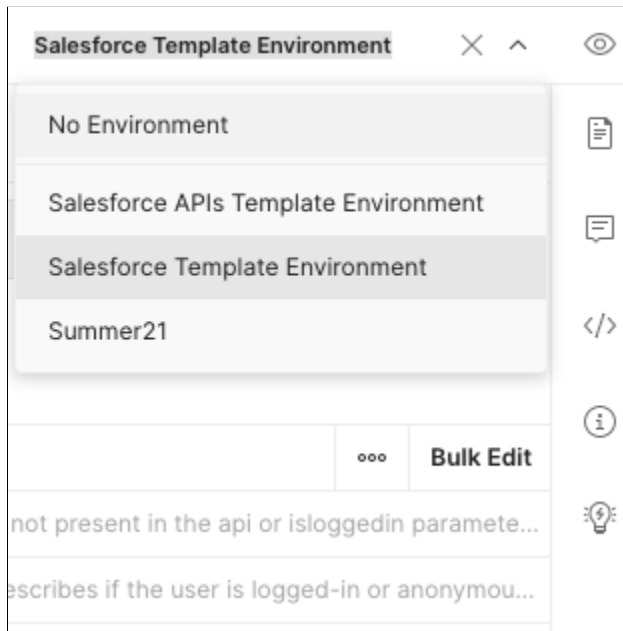 Salesforce Template Environment
No Environment
Salesforce APIs Template Environment
Salesforce Template Environment
Summer21
Bulk Edit
not present in the api or isloggedin paramete...
escribes if the user is logged-in or anonymou...